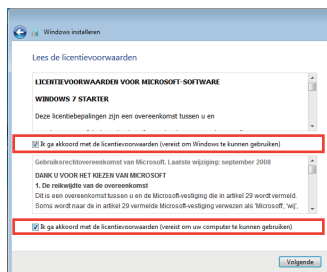 Windows installeren
Lees de licentievoorwaarden
LICENTIEVOORWAARDEN VOOR MICROSOFT-SOFTWARE
WINDOWS 7 STARTER
Deze licentiebepalingen zijn een overeenkomst tussen u en
Ik ga akkoord met de licentievoorwaarden (vereist om Windows te kunnen gebruiken)
Gebruiksrechtovereenkomst van Microsoft. Laatste wijziging: september 2008
DANK U VOOR HET KIEZEN VAN MICROSOFT
1. De reikwijdte van de overeenkomst
Dit is een overeenkomst tussen u en de Microsoft-vestiging die in artikel 29 wordt vermeld.
Soms wordt naar de in artikel 29 vermelde Microsoft-vestiging verwezen als 'Microsoft', 'wij',
Ik ga akkoord met de licentievoorwaarden (vereist om uw computer te kunnen gebruiken)
Volgende